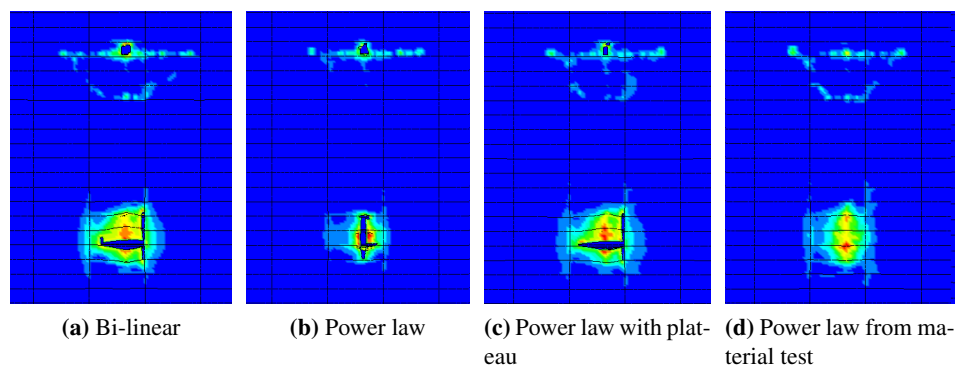 (a) Bi-linear
(b) Power law
(c) Power law with plat-
eau
(d) Power law from ma-
terial test